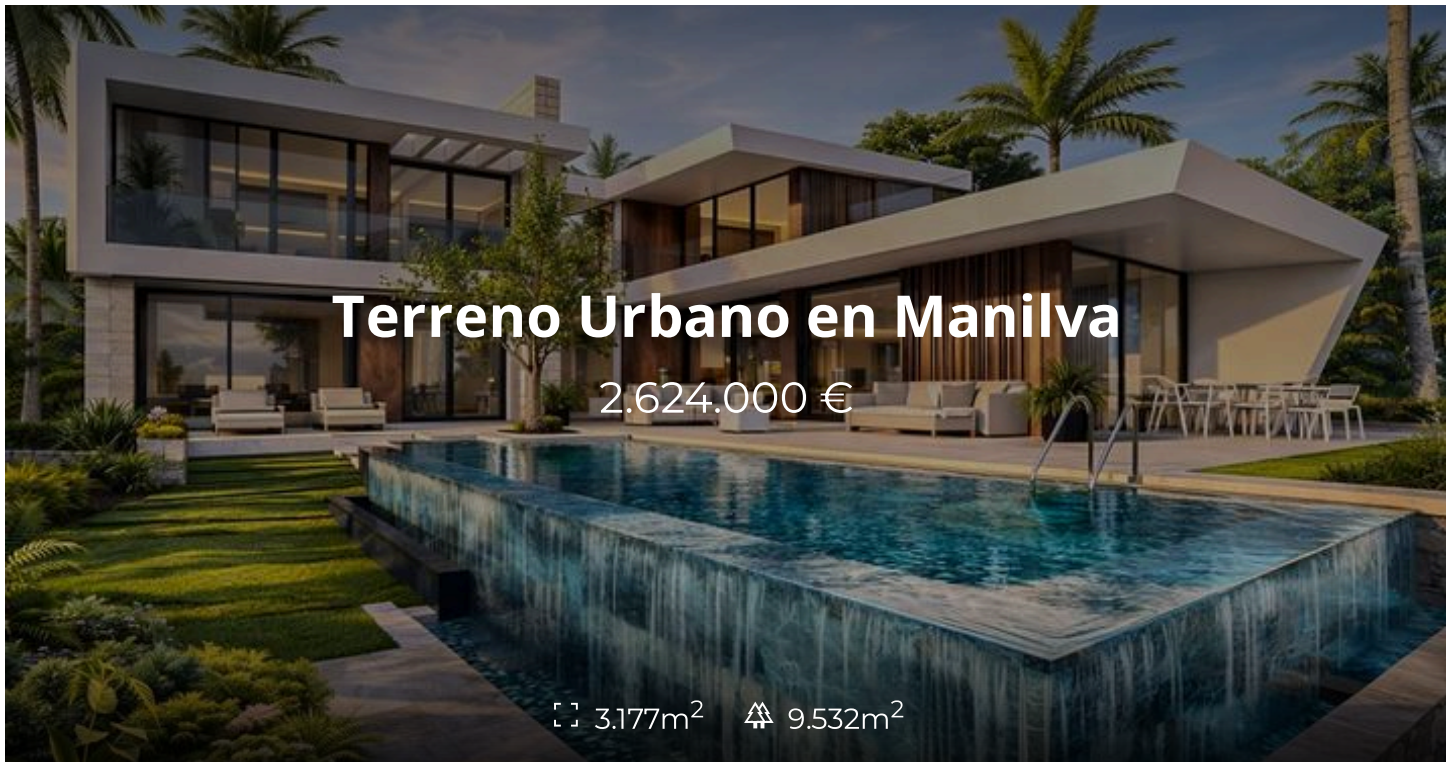 Terreno Urbano en Manilva
2.624.000 €
3.177m² 9.532m²